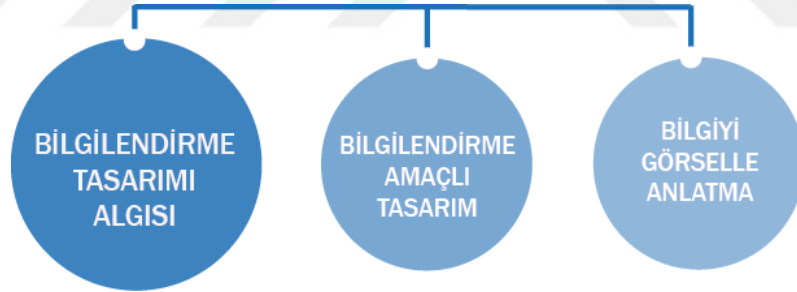 BİLGİLENDİRME
TASARIMI
ALGISI
BİLGİLENDİRME
AMAÇLI
TASARIM
BİLGİYİ
GÖRSELLE
ANLATMA